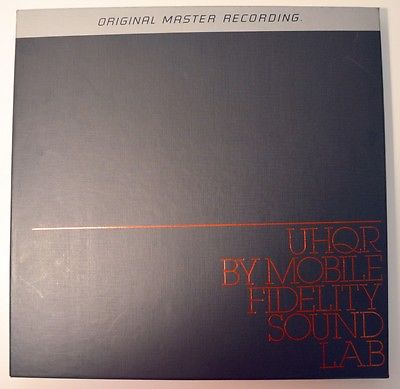 ORIGINAL MASTER RECORDING.
UHQR
BY MOBILE
FIDELITY
SOUND
LAB